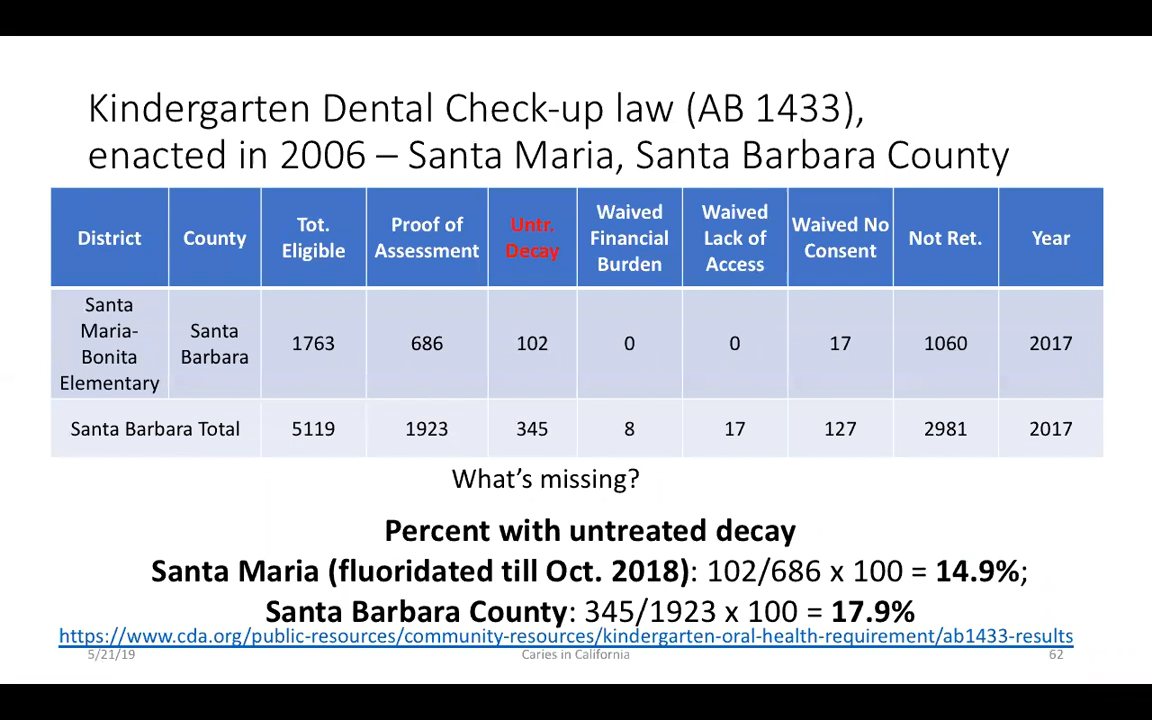 Kindergarten Dental Check-up law (AB 1433),
enacted in 2006 – Santa Maria, Santa Barbara County
District County Tot. Eligible Proof of Assessment Untr. Decay Waived Financial Burden Waived Lack of Access Waived No Consent Not Ret. Year
Santa Maria-Bonita Elementary Santa Barbara 1763 686 102 0 0 17 1060 2017
Santa Barbara Total 5119 1923 345 8 17 127 2981 2017
What's missing?
Percent with untreated decay
Santa Maria (fluoridated till Oct. 2018): 102/686 x 100 = 14.9%;
Santa Barbara County: 345/1923 x 100 = 17.9%
https://www.cda.org/public-resources/community-resources/kindergarten-oral-health-requirement/ab1433-results
5/21/19 Caries in California 62